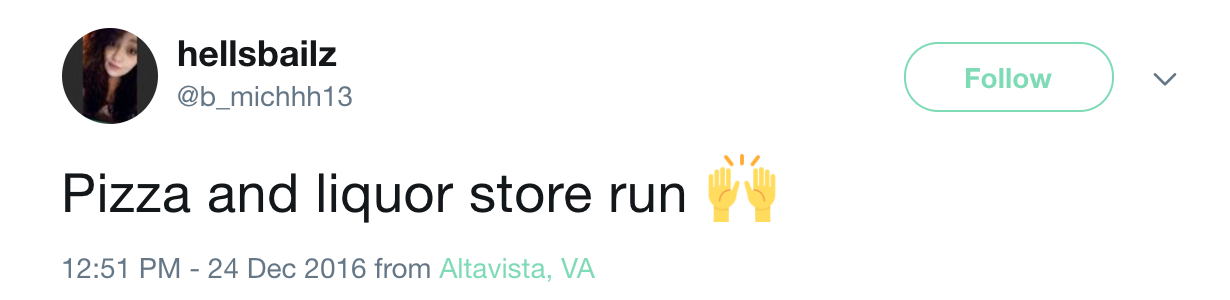 hellsbailz
@b_michhh13
Follow
Pizza and liquor store run 🙌
12:51 PM - 24 Dec 2016 from Altavista, VA